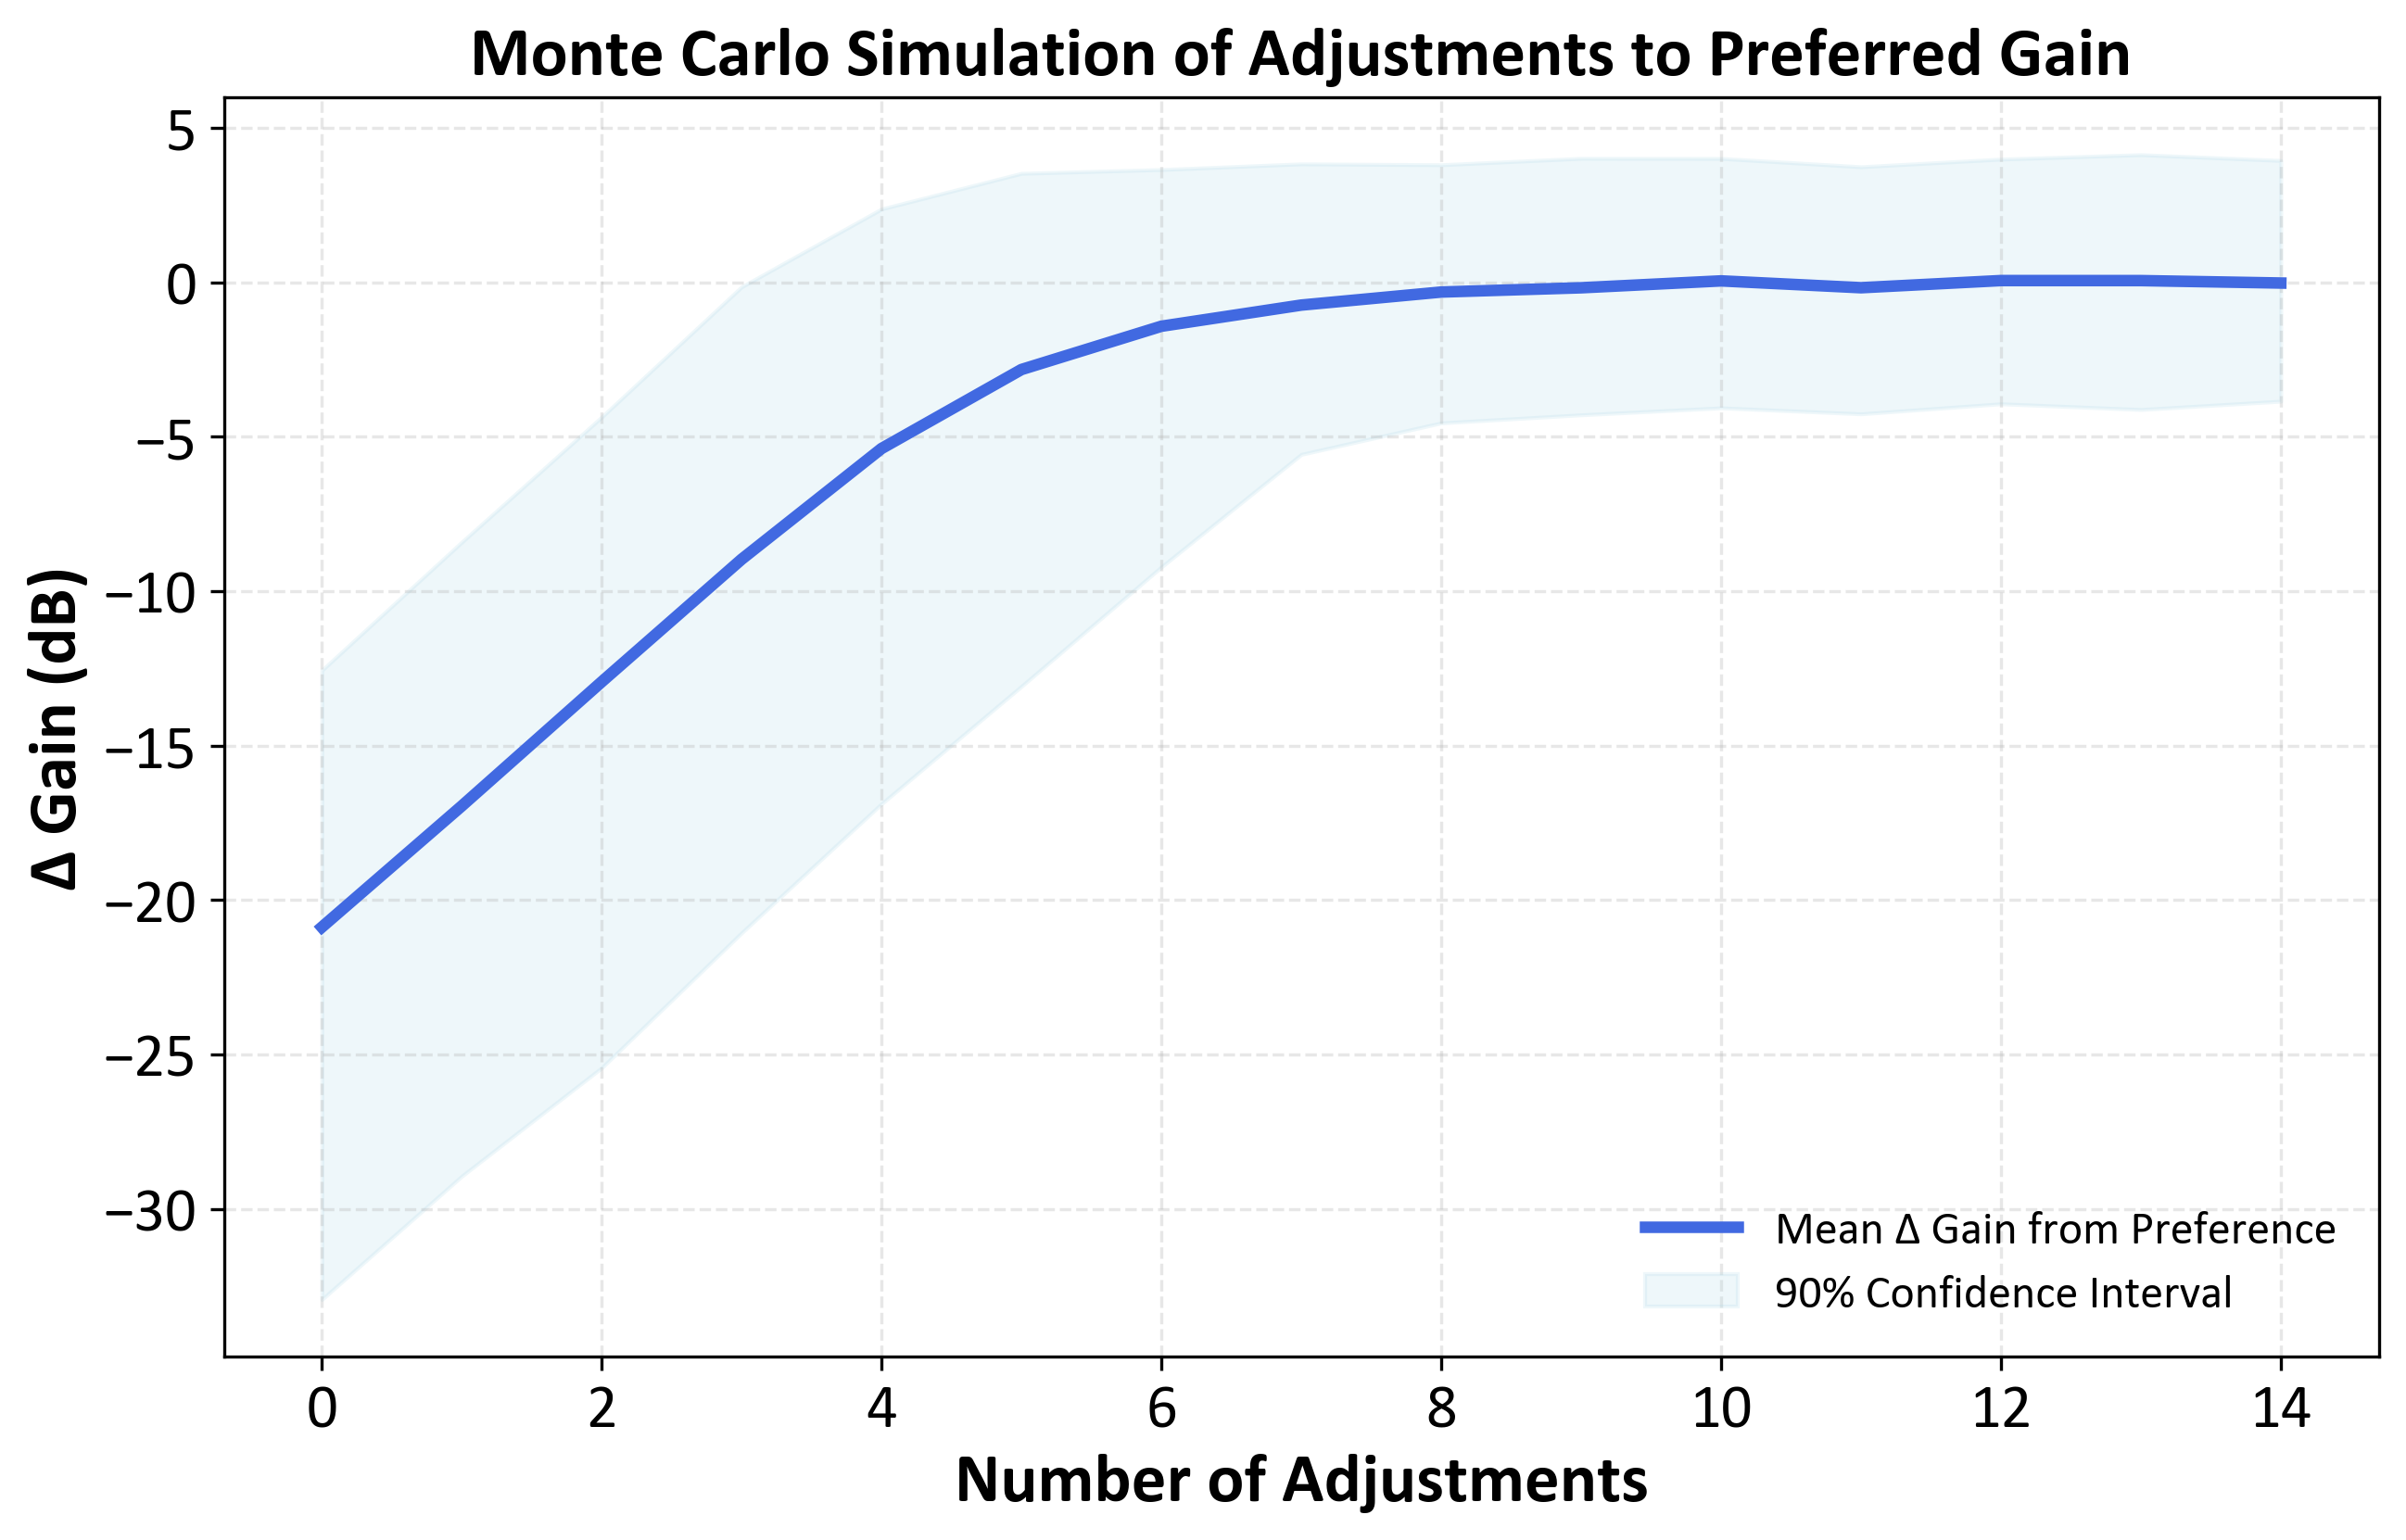 Monte Carlo Simulation of Adjustments to Preferred Gain
5
0
−5
−10
−15
−20
−25
−30
Δ Gain (dB)
Mean Δ Gain from Preference
90% Confidence Interval
0 2 4 6 8 10 12 14
Number of Adjustments